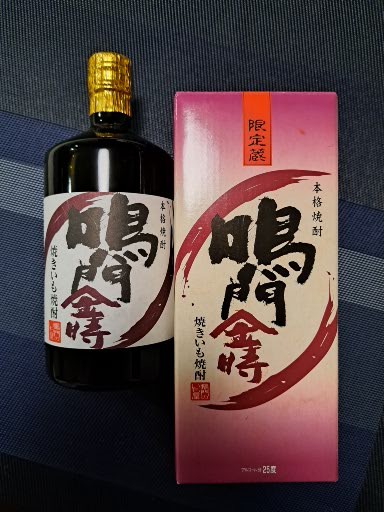 本格焼酎
鳴門
金時
焼きいも焼酎
限定蔵
本格焼酎
鳴門
金時
焼きいも焼酎
アルコール分 25度